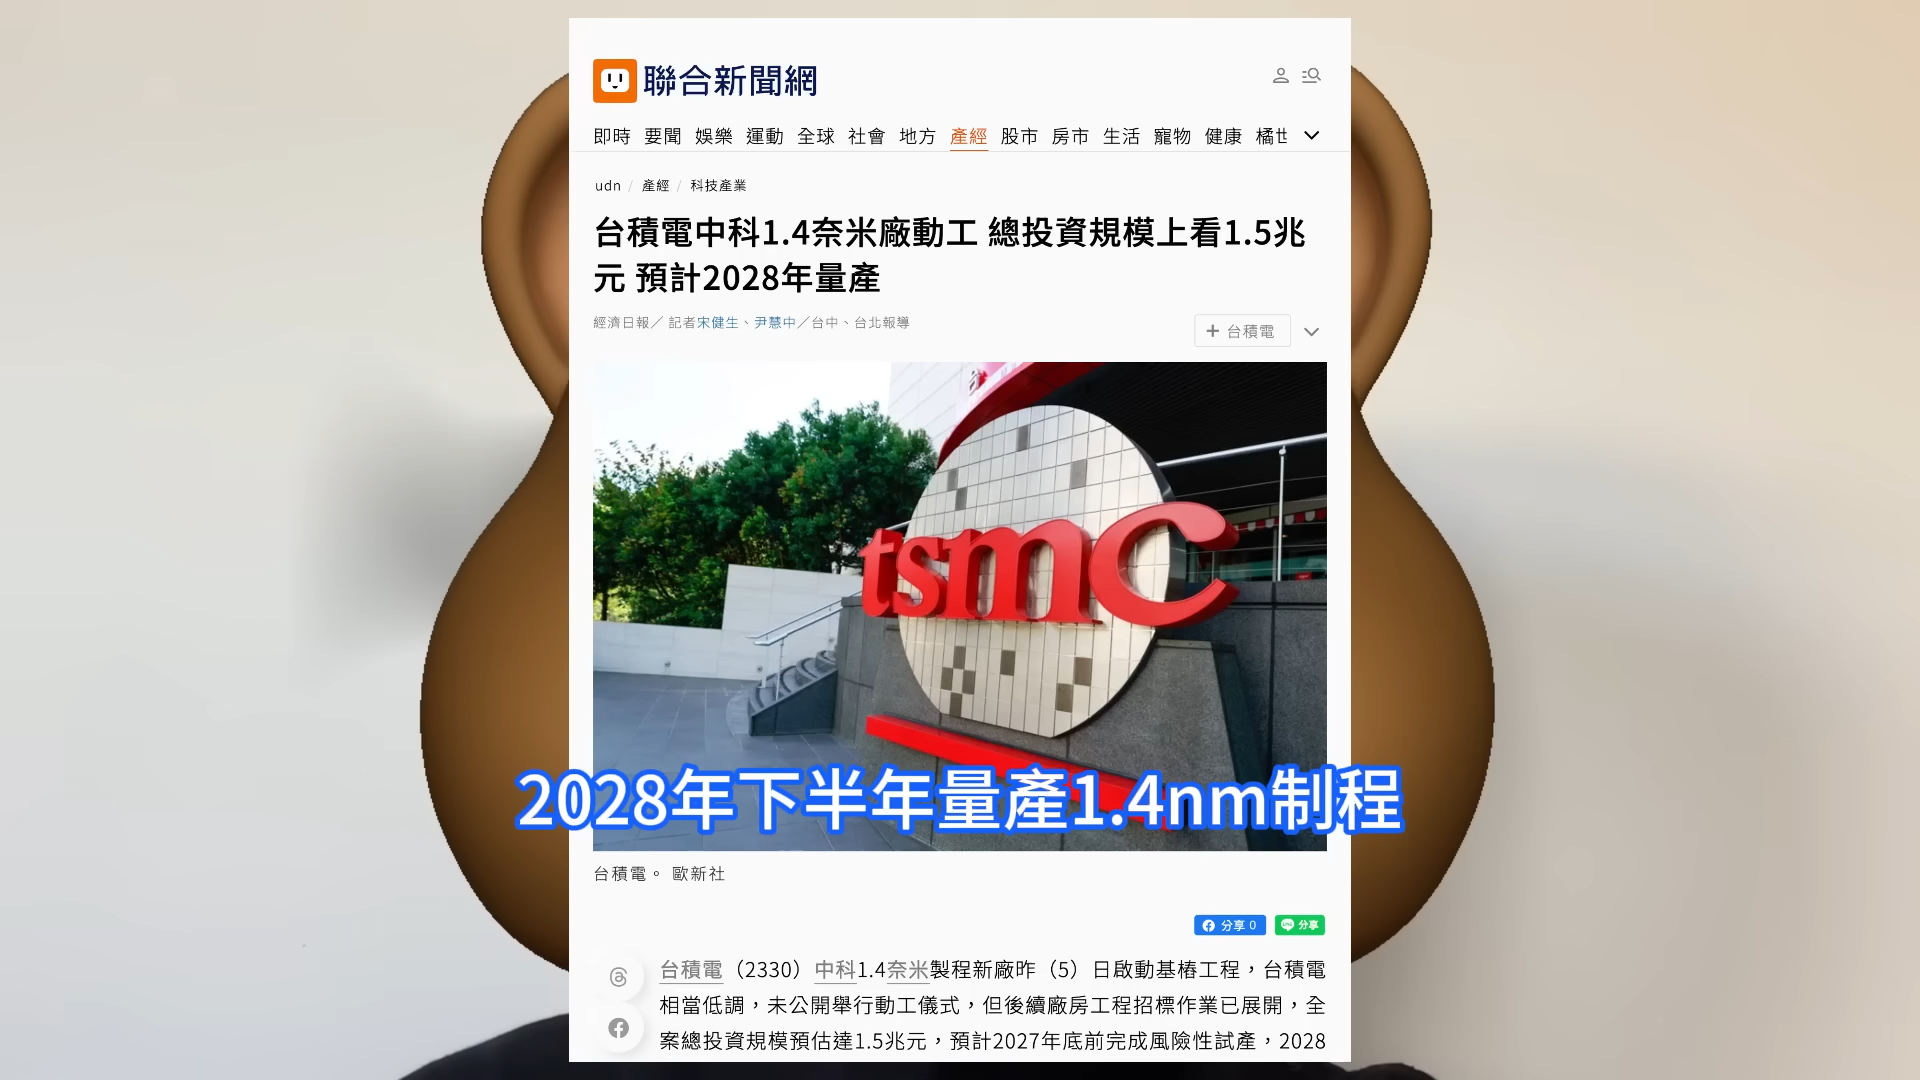 聯合新聞網
即時 要聞 娛樂 運動 全球 社會 地方 產經 股市 房市 生活 寵物 健康 橘世
udn / 產經 / 科技產業
台積電中科1.4奈米廠動工 總投資規模上看1.5兆
元 預計2028年量產
經濟日報／ 記者宋健生、尹慧中／台中、台北報導
+ 台積電
tsmc
2028年下半年量產1.4nm制程
台積電。 歐新社
分享 0
分享
台積電（2330）中科1.4奈米製程新廠昨（5）日啟動基樁工程，台積電
相當低調，未公開舉行動工儀式，但後續廠房工程招標作業已展開，全
案總投資規模預估達1.5兆元，預計2027年底前完成風險性試產，2028